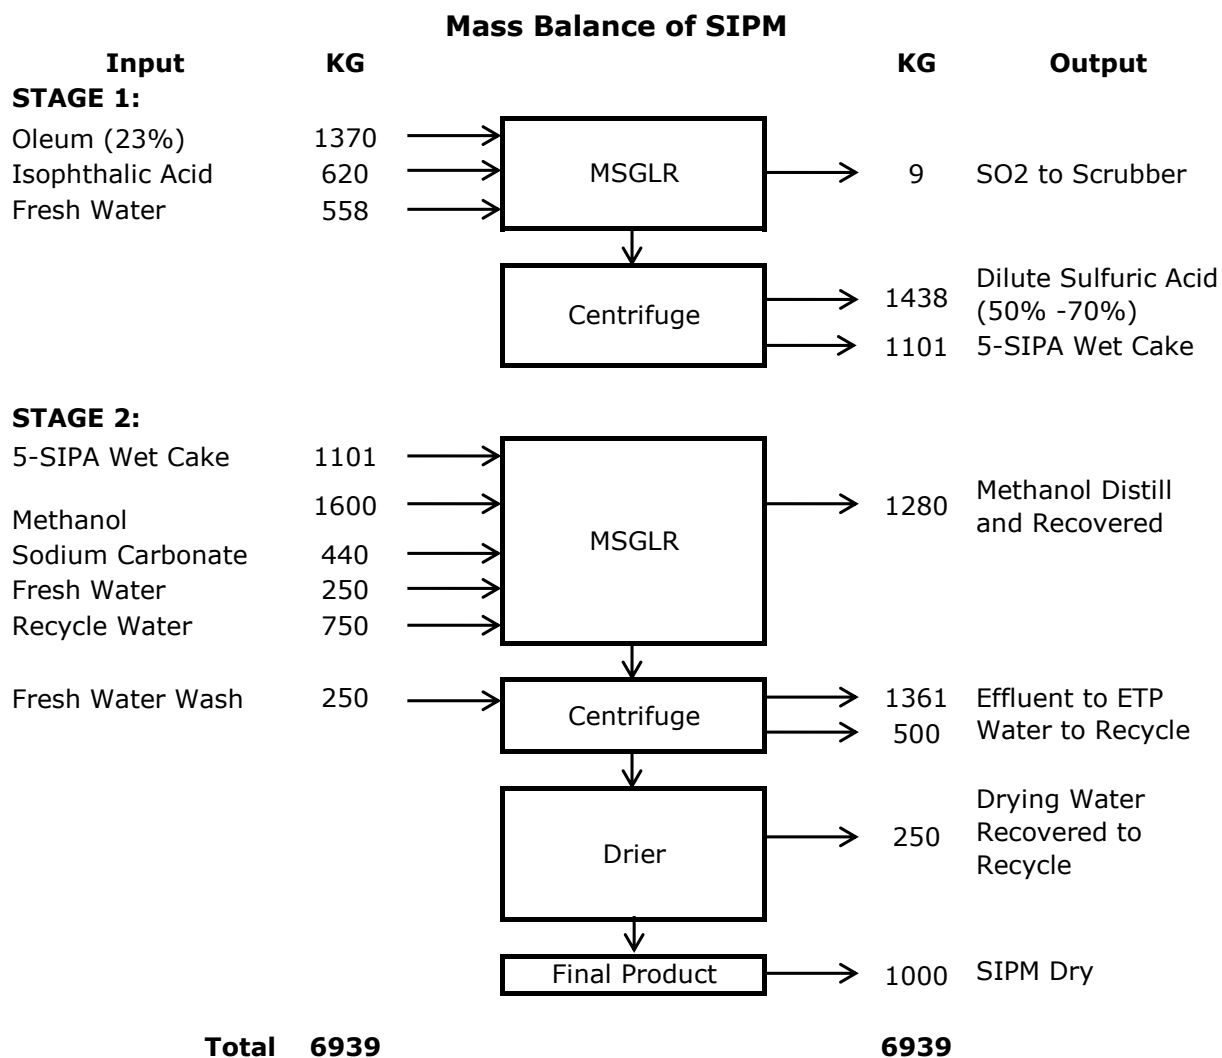 Mass Balance of SIPM
Input KG KG Output
STAGE 1:
Oleum (23%) 1370
Isophthalic Acid 620 MSGLR 9 SO2 to Scrubber
Fresh Water 558
Centrifuge 1438 Dilute Sulfuric Acid
(50% -70%)
1101 5-SIPA Wet Cake
STAGE 2:
5-SIPA Wet Cake 1101
Methanol 1600 1280 Methanol Distill
and Recovered
MSGLR
Sodium Carbonate 440
Fresh Water 250
Recycle Water 750
Fresh Water Wash 250 Centrifuge 1361 Effluent to ETP
500 Water to Recycle
Drier 250 Drying Water
Recovered to
Recycle
Final Product 1000 SIPM Dry
Total 6939 6939